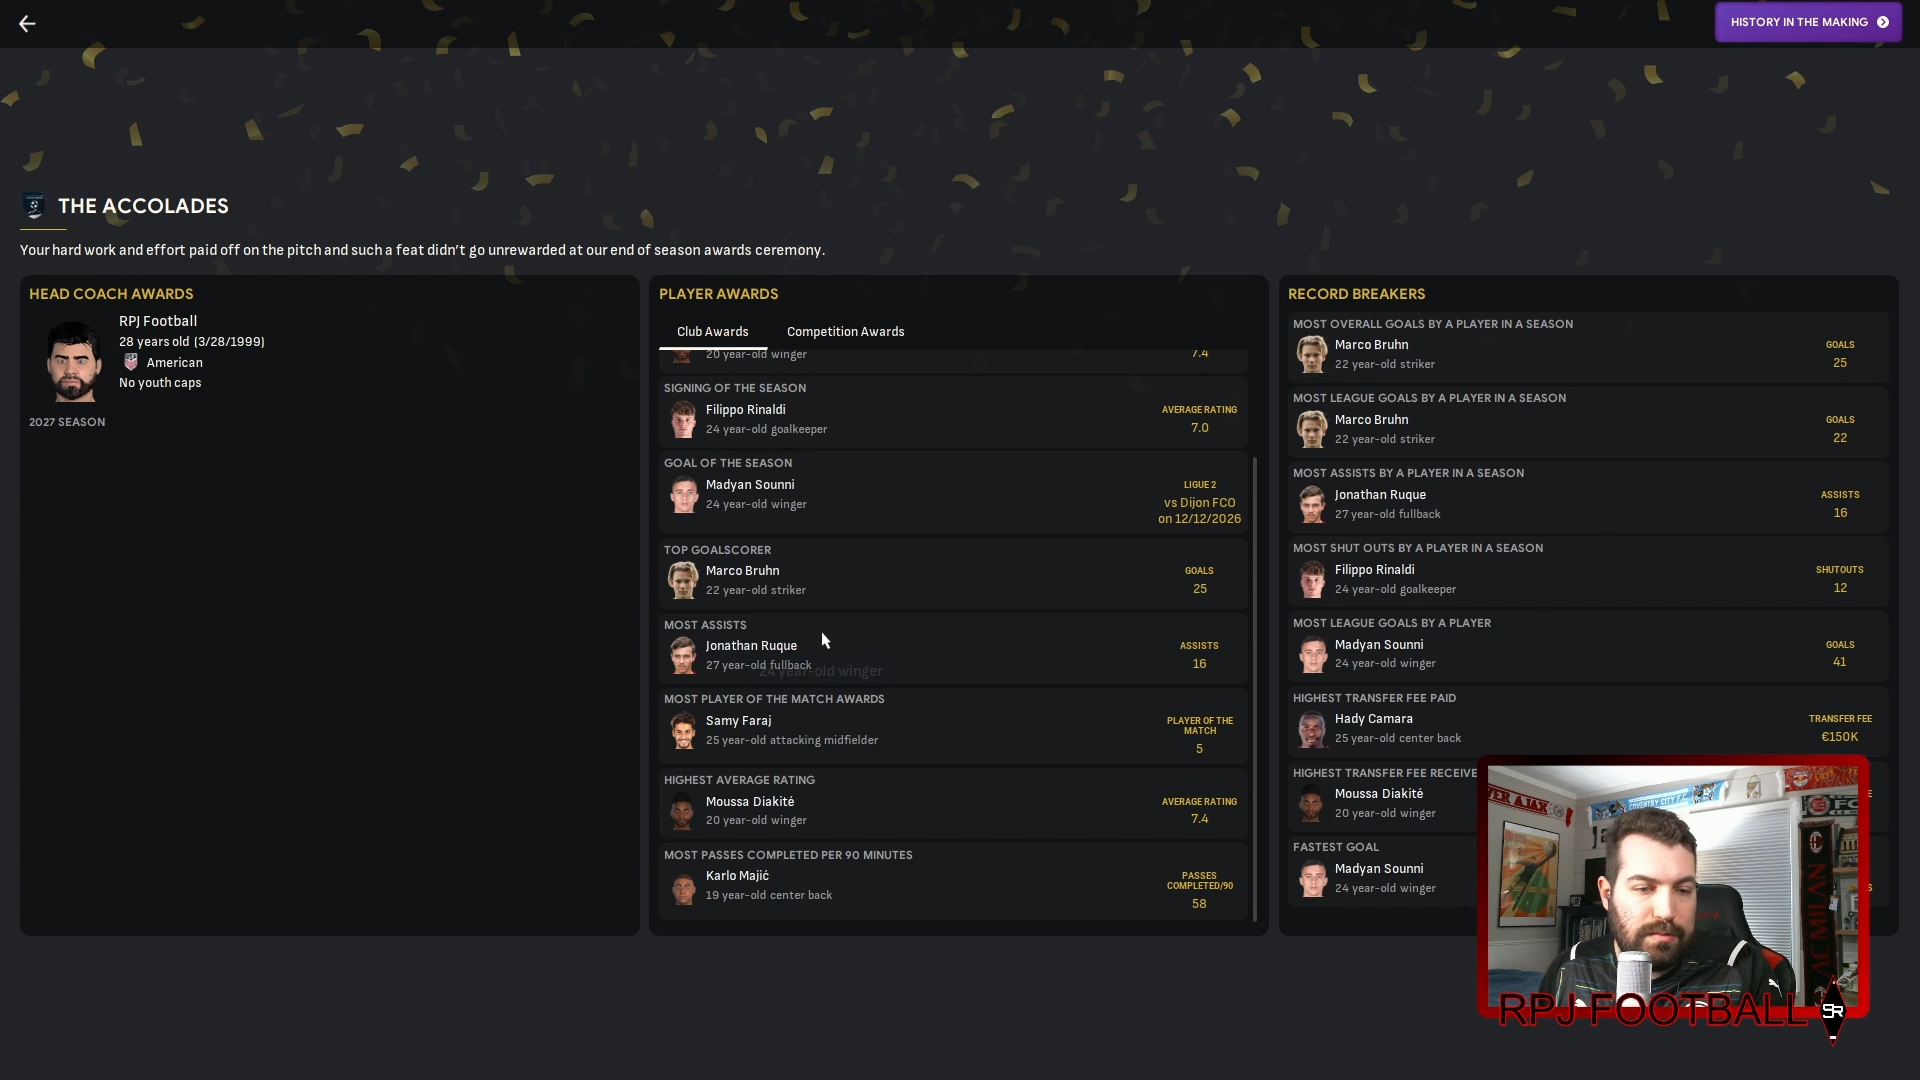 HISTORY IN THE MAKING
THE ACCOLADES
Your hard work and effort paid off on the pitch and such a feat didn't go unrewarded at our end of season awards ceremony.
HEAD COACH AWARDS
RPJ Football
28 years old (3/28/1999)
American
No youth caps
2027 SEASON
PLAYER AWARDS
Club Awards
Competition Awards
20 year-old winger
7.4
SIGNING OF THE SEASON
Filippo Rinaldi
24 year-old goalkeeper
AVERAGE RATING
7.0
GOAL OF THE SEASON
Madyan Sounni
24 year-old winger
LIGUE 2
vs Dijon FCO
on 12/12/2026
TOP GOALSCORER
Marco Bruhn
22 year-old striker
GOALS
25
MOST ASSISTS
Jonathan Ruque
27 year-old fullback
24 year-old winger
ASSISTS
16
MOST PLAYER OF THE MATCH AWARDS
Samy Faraj
25 year-old attacking midfielder
PLAYER OF THE
MATCH
5
HIGHEST AVERAGE RATING
Moussa Diakité
20 year-old winger
AVERAGE RATING
7.4
MOST PASSES COMPLETED PER 90 MINUTES
Karlo Majić
19 year-old center back
PASSES
COMPLETED/90
58
RECORD BREAKERS
MOST OVERALL GOALS BY A PLAYER IN A SEASON
Marco Bruhn
22 year-old striker
GOALS
25
MOST LEAGUE GOALS BY A PLAYER IN A SEASON
Marco Bruhn
22 year-old striker
GOALS
22
MOST ASSISTS BY A PLAYER IN A SEASON
Jonathan Ruque
27 year-old fullback
ASSISTS
16
MOST SHUT OUTS BY A PLAYER IN A SEASON
Filippo Rinaldi
24 year-old goalkeeper
SHUTOUTS
12
MOST LEAGUE GOALS BY A PLAYER
Madyan Sounni
24 year-old winger
GOALS
41
HIGHEST TRANSFER FEE PAID
Hady Camara
25 year-old center back
TRANSFER FEE
€150K
HIGHEST TRANSFER FEE RECEIVE
Moussa Diakité
20 year-old winger
FASTEST GOAL
Madyan Sounni
24 year-old winger
VER AJAX
COVENTRY CITY F.C.
FC
AC MILAN
RPJ FOOTBALL